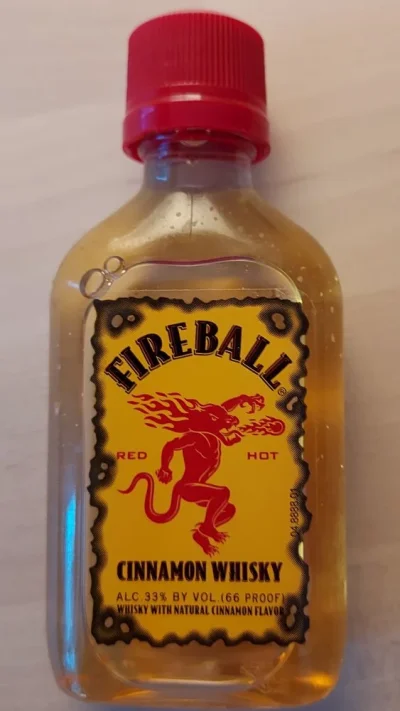 FIREBALL®
RED HOT
CINNAMON WHISKY
ALC 33% BY VOL.(66 PROOF)
WHISKY WITH NATURAL CINNAMON FLAVOR